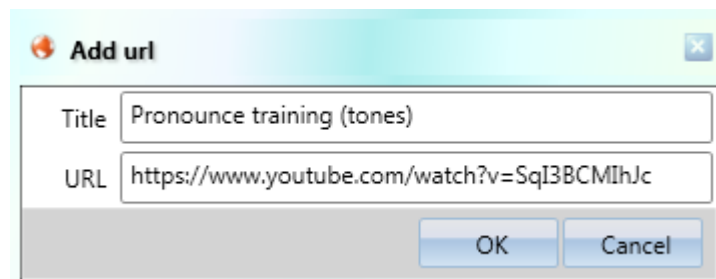 Add url
Title Pronounce training (tones)
URL https://www.youtube.com/watch?v=SqI3BCMIhJc
OK Cancel